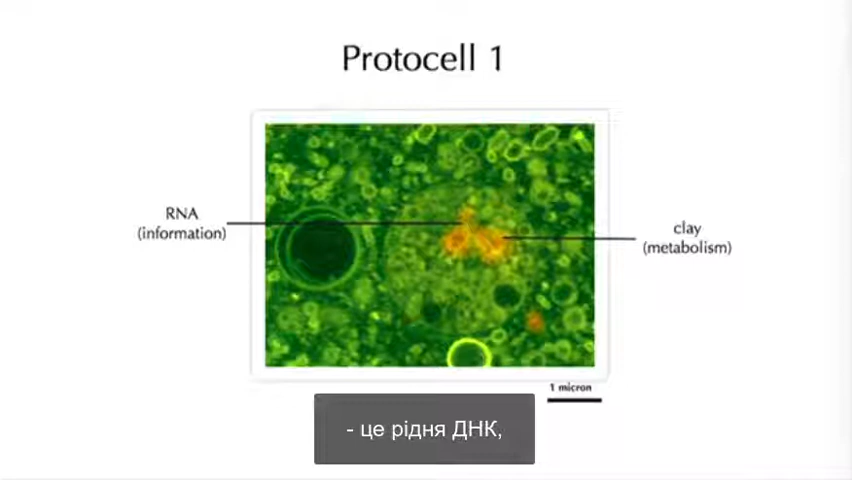 Protocell 1
RNA
(information)
clay
(metabolism)
1 micron
- це рідня ДНК,